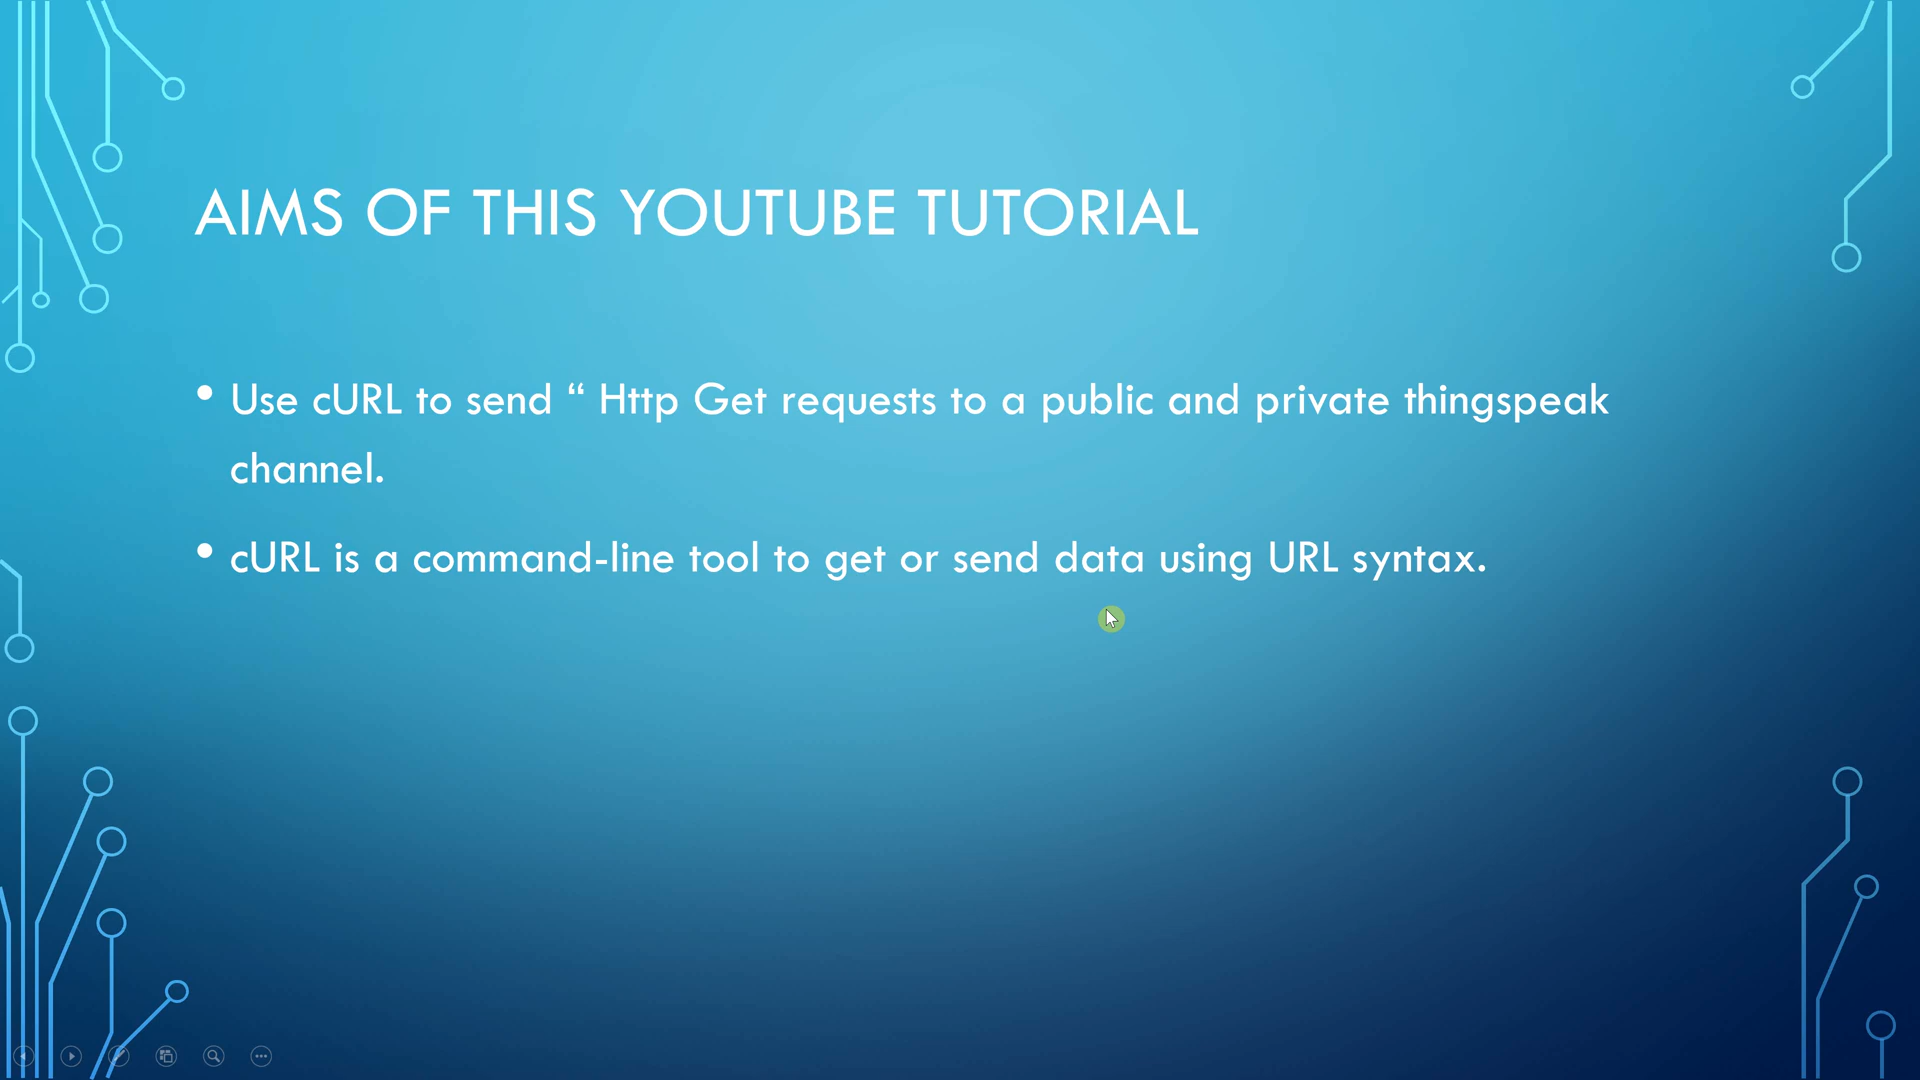 AIMS OF THIS YOUTUBE TUTORIAL
• Use cURL to send “ Http Get requests to a public and private thingspeak
channel.
• cURL is a command-line tool to get or send data using URL syntax.